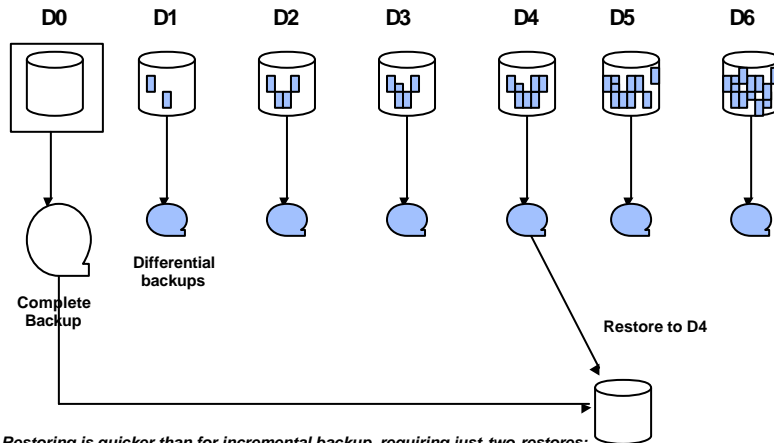 D0 D1 D2 D3 D4 D5 D6
Differential
backups
Complete
Backup
Restore to D4
Restoring is quicker than for incremental backup, requiring just two restores: